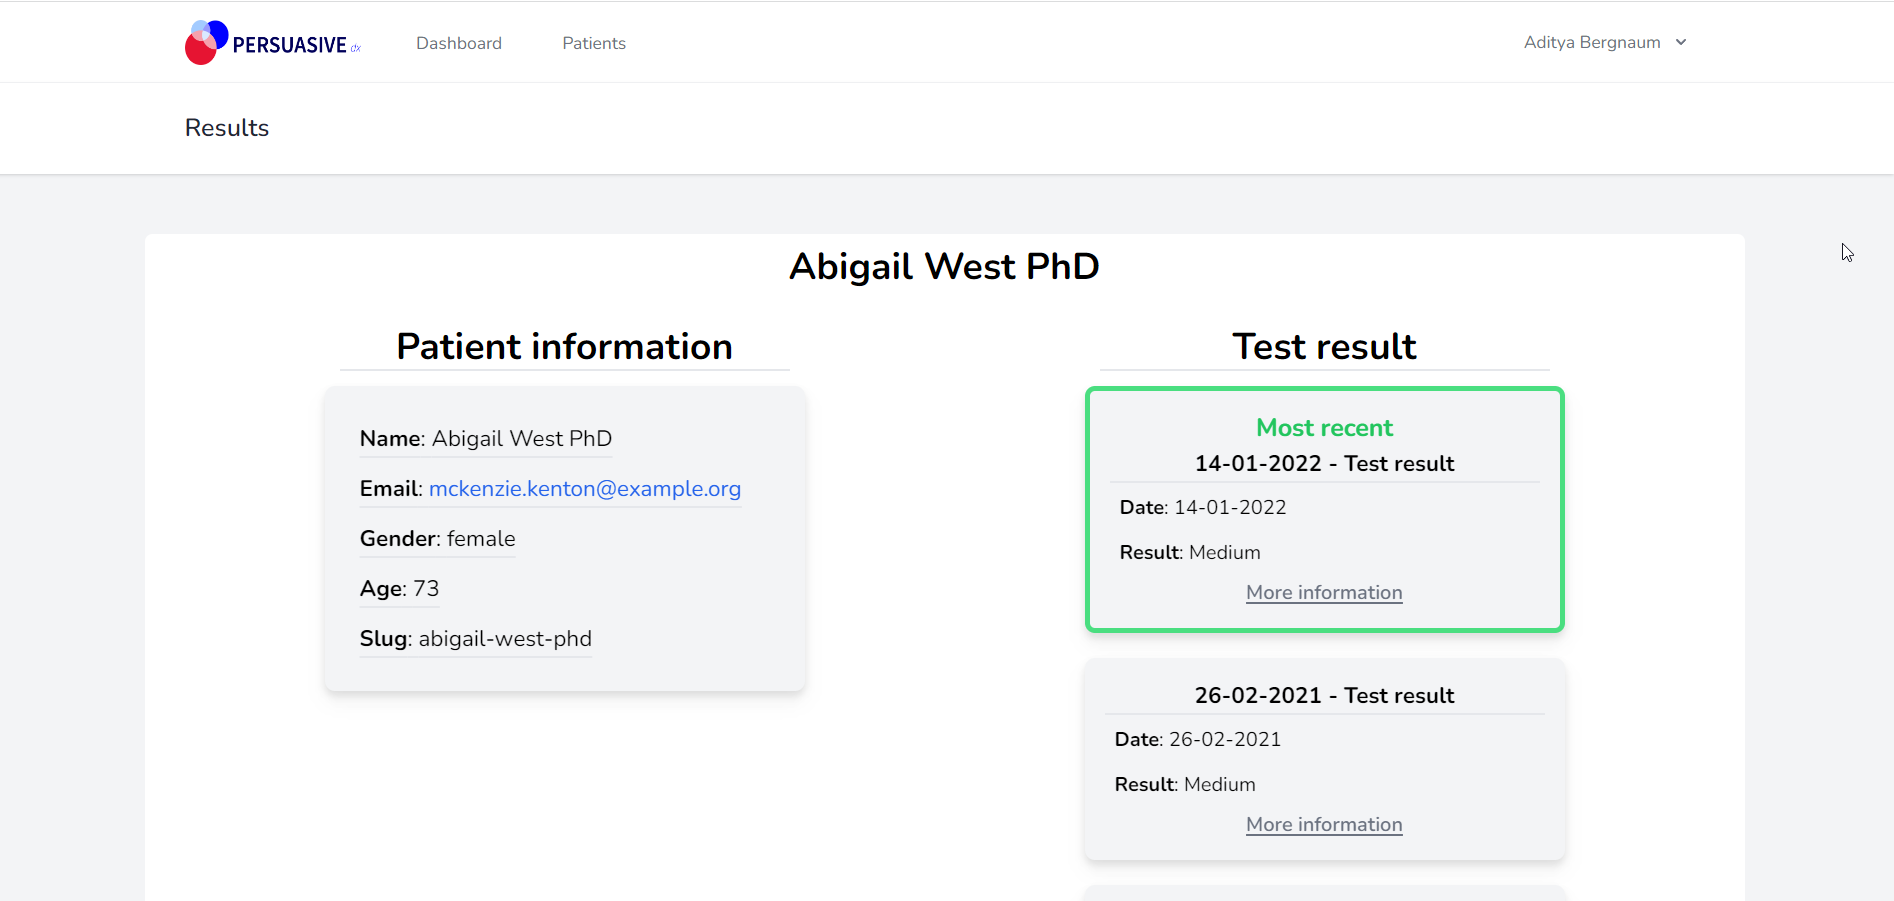 PERSUASIVE dx
Dashboard
Patients
Aditya Bergnaum
Results
Abigail West PhD
Patient information
Name: Abigail West PhD
Email: mckenzie.kenton@example.org
Gender: female
Age: 73
Slug: abigail-west-phd
Test result
Most recent
14-01-2022 - Test result
Date: 14-01-2022
Result: Medium
More information
26-02-2021 - Test result
Date: 26-02-2021
Result: Medium
More information